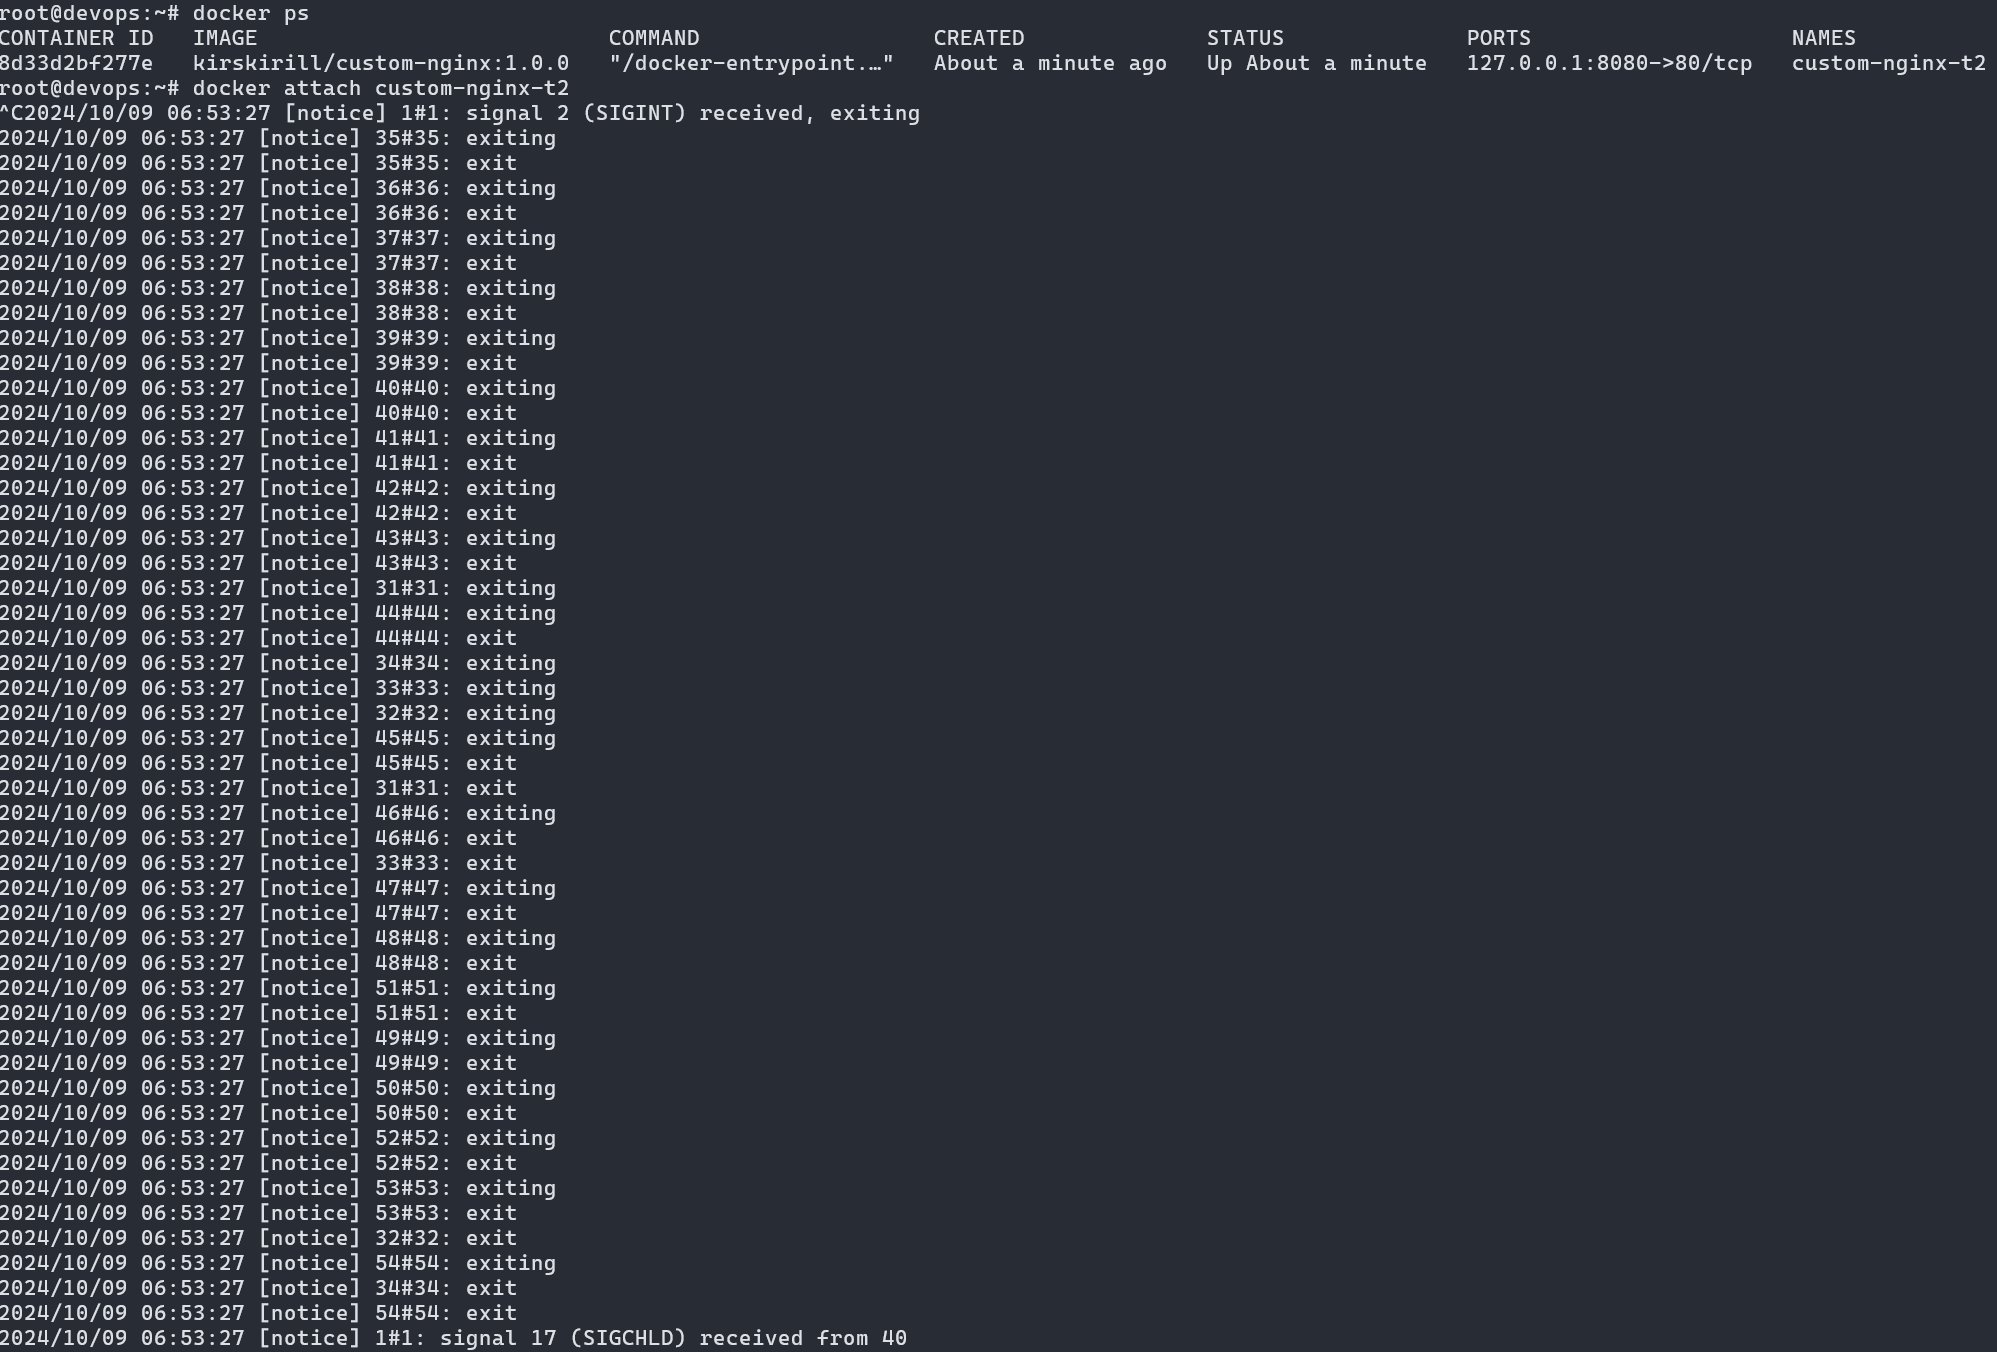 root@devops:~# docker ps
CONTAINER ID   IMAGE                           COMMAND                  CREATED              STATUS              PORTS                    NAMES
8d33d2bf277e   kirskirill/custom-nginx:1.0.0   "/docker-entrypoint.…"   About a minute ago   Up About a minute   127.0.0.1:8080->80/tcp   custom-nginx-t2
root@devops:~# docker attach custom-nginx-t2
^C2024/10/09 06:53:27 [notice] 1#1: signal 2 (SIGINT) received, exiting
2024/10/09 06:53:27 [notice] 35#35: exiting
2024/10/09 06:53:27 [notice] 35#35: exit
2024/10/09 06:53:27 [notice] 36#36: exiting
2024/10/09 06:53:27 [notice] 36#36: exit
2024/10/09 06:53:27 [notice] 37#37: exiting
2024/10/09 06:53:27 [notice] 37#37: exit
2024/10/09 06:53:27 [notice] 38#38: exiting
2024/10/09 06:53:27 [notice] 38#38: exit
2024/10/09 06:53:27 [notice] 39#39: exiting
2024/10/09 06:53:27 [notice] 39#39: exit
2024/10/09 06:53:27 [notice] 40#40: exiting
2024/10/09 06:53:27 [notice] 40#40: exit
2024/10/09 06:53:27 [notice] 41#41: exiting
2024/10/09 06:53:27 [notice] 41#41: exit
2024/10/09 06:53:27 [notice] 42#42: exiting
2024/10/09 06:53:27 [notice] 42#42: exit
2024/10/09 06:53:27 [notice] 43#43: exiting
2024/10/09 06:53:27 [notice] 43#43: exit
2024/10/09 06:53:27 [notice] 31#31: exiting
2024/10/09 06:53:27 [notice] 44#44: exiting
2024/10/09 06:53:27 [notice] 44#44: exit
2024/10/09 06:53:27 [notice] 34#34: exiting
2024/10/09 06:53:27 [notice] 33#33: exiting
2024/10/09 06:53:27 [notice] 32#32: exiting
2024/10/09 06:53:27 [notice] 45#45: exiting
2024/10/09 06:53:27 [notice] 45#45: exit
2024/10/09 06:53:27 [notice] 31#31: exit
2024/10/09 06:53:27 [notice] 46#46: exiting
2024/10/09 06:53:27 [notice] 46#46: exit
2024/10/09 06:53:27 [notice] 33#33: exit
2024/10/09 06:53:27 [notice] 47#47: exiting
2024/10/09 06:53:27 [notice] 47#47: exit
2024/10/09 06:53:27 [notice] 48#48: exiting
2024/10/09 06:53:27 [notice] 48#48: exit
2024/10/09 06:53:27 [notice] 51#51: exiting
2024/10/09 06:53:27 [notice] 51#51: exit
2024/10/09 06:53:27 [notice] 49#49: exiting
2024/10/09 06:53:27 [notice] 49#49: exit
2024/10/09 06:53:27 [notice] 50#50: exiting
2024/10/09 06:53:27 [notice] 50#50: exit
2024/10/09 06:53:27 [notice] 52#52: exiting
2024/10/09 06:53:27 [notice] 52#52: exit
2024/10/09 06:53:27 [notice] 53#53: exiting
2024/10/09 06:53:27 [notice] 53#53: exit
2024/10/09 06:53:27 [notice] 32#32: exit
2024/10/09 06:53:27 [notice] 54#54: exiting
2024/10/09 06:53:27 [notice] 34#34: exit
2024/10/09 06:53:27 [notice] 54#54: exit
2024/10/09 06:53:27 [notice] 1#1: signal 17 (SIGCHLD) received from 40